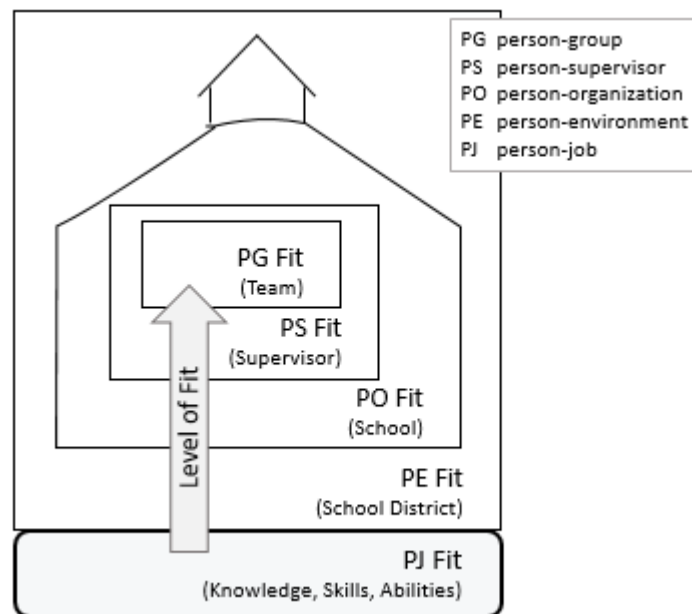 PG person-group
PS person-supervisor
PO person-organization
PE person-environment
PJ person-job
PG Fit
(Team)
PS Fit
(Supervisor)
PO Fit
(School)
Level of Fit
PE Fit
(School District)
PJ Fit
(Knowledge, Skills, Abilities)